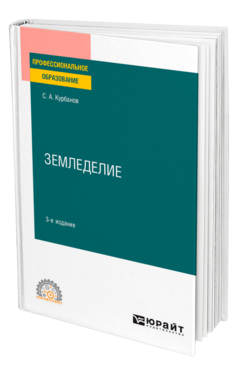 ПРОФЕССИОНАЛЬНОЕ
ОБРАЗОВАНИЕ
С. А. Курбанов
ЗЕМЛЕДЕЛИЕ
3-е издание
юрайт